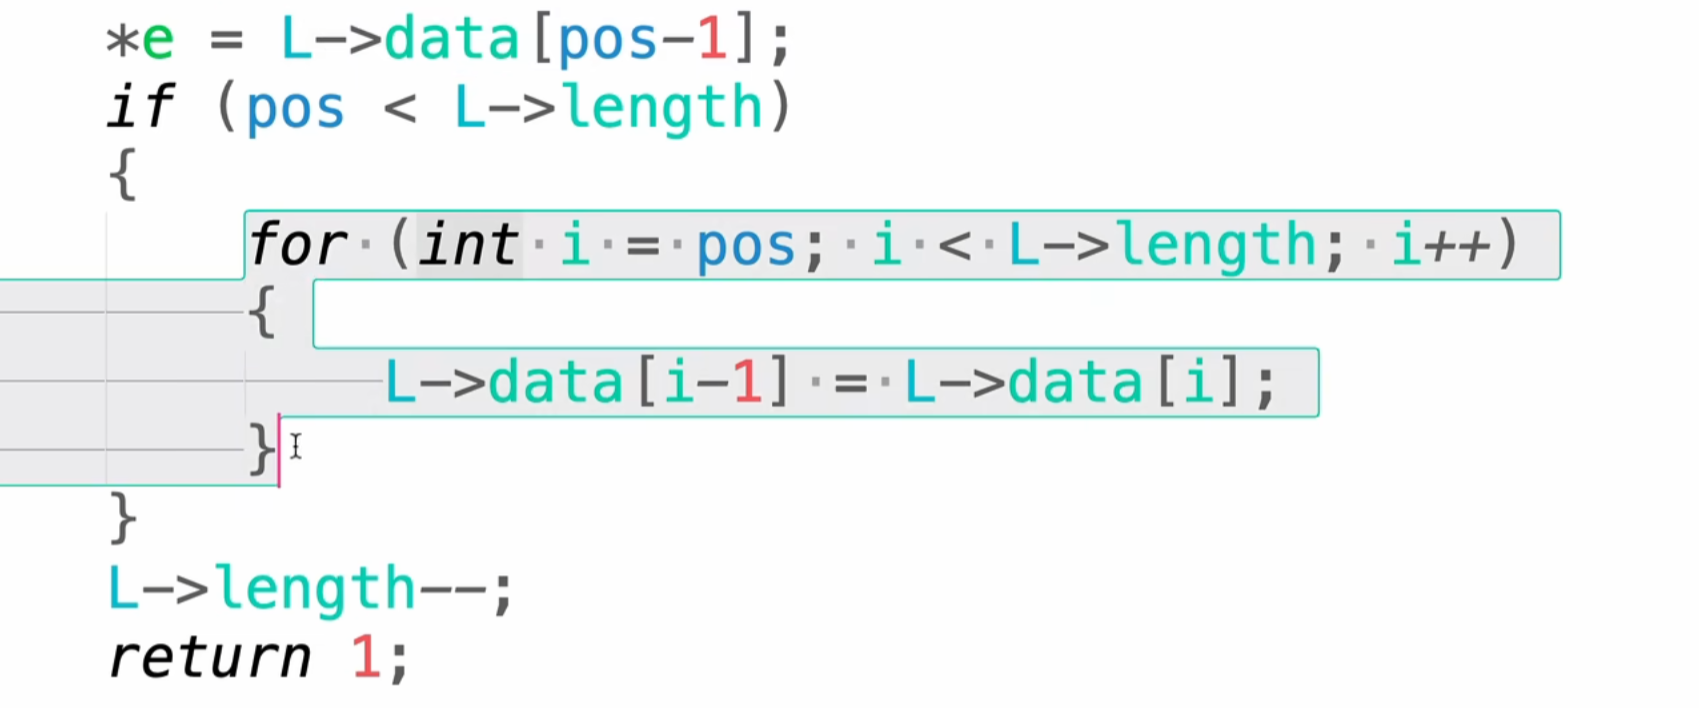 *e = L->data[pos-1];
if (pos < L->length)
{
for (int i = pos; i < L->length; i++)
{
L->data[i-1] = L->data[i];
}
}
L->length--;
return 1;